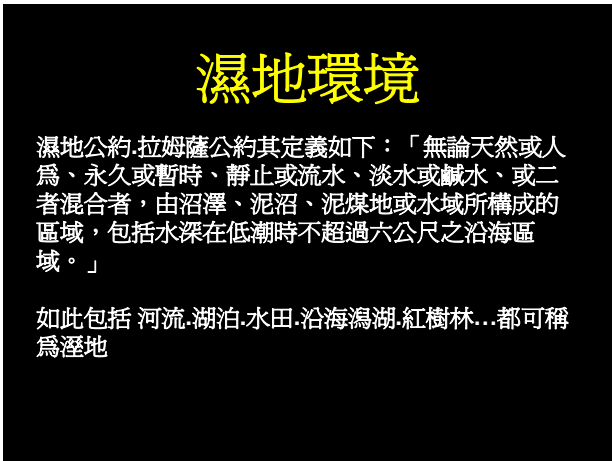 濕地環境
濕地公約.拉姆薩公約其定義如下：「無論天然或人
爲、永久或暫時、靜止或流水、淡水或鹹水、或二
者混合者，由沼澤、泥沼、泥煤地或水域所構成的
區域，包括水深在低潮時不超過六公尺之沿海區
域。」
如此包括 河流.湖泊.水田.沿海潟湖.紅樹林…都可稱
爲溼地